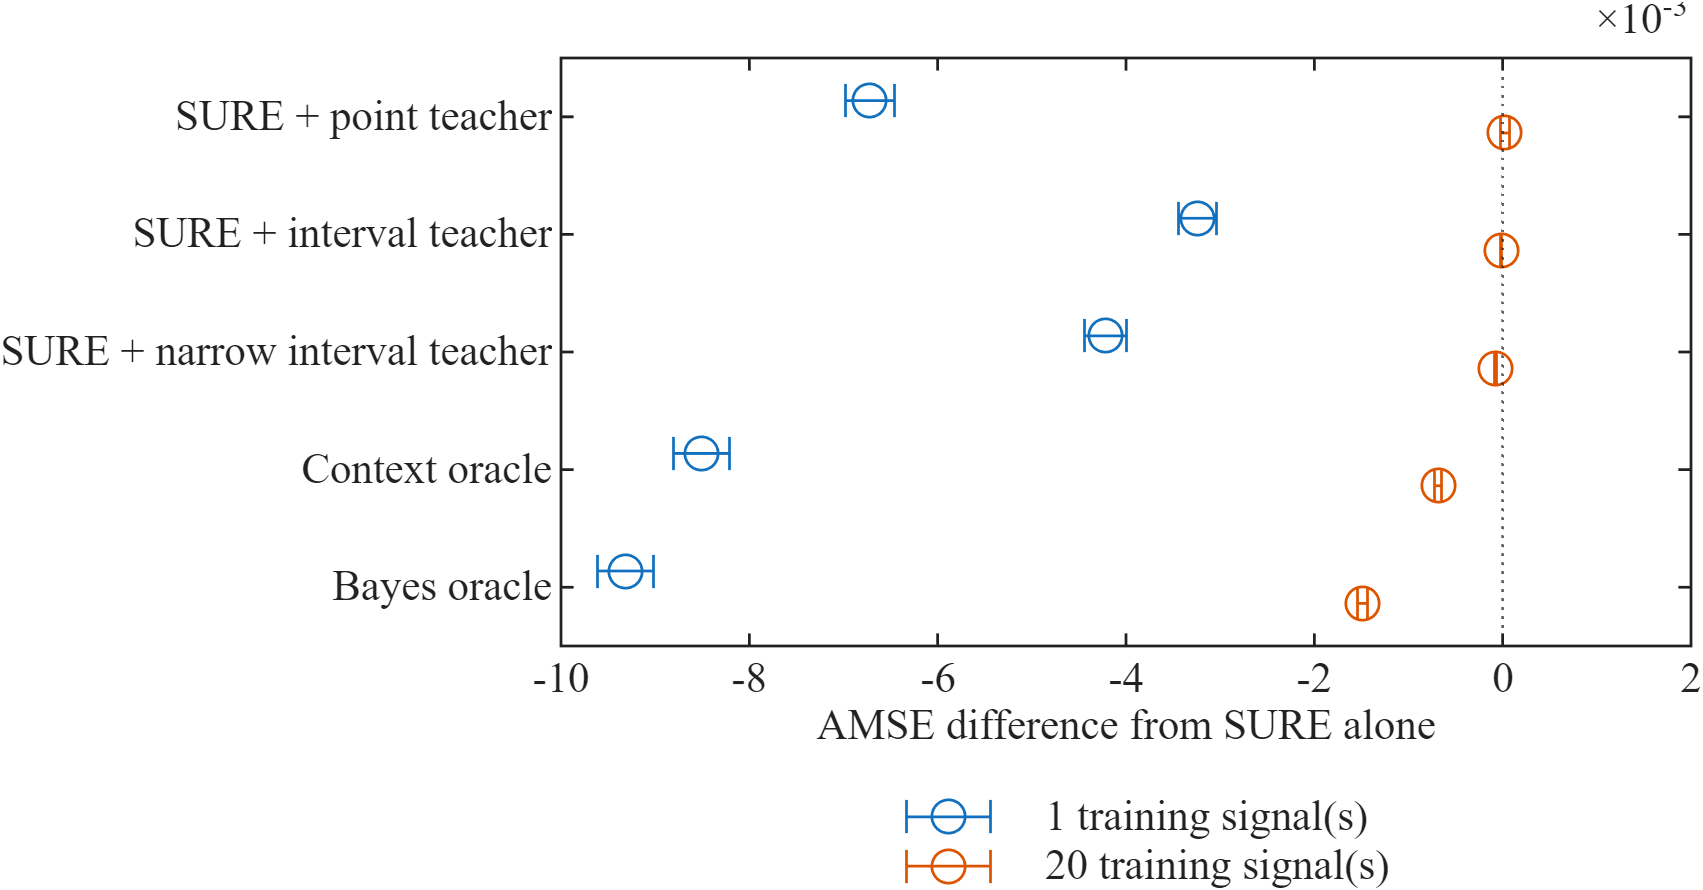 ×10⁻³
SURE + point teacher
SURE + interval teacher
SURE + narrow interval teacher
Context oracle
Bayes oracle
-10 -8 -6 -4 -2 0 2
AMSE difference from SURE alone
1 training signal(s)
20 training signal(s)